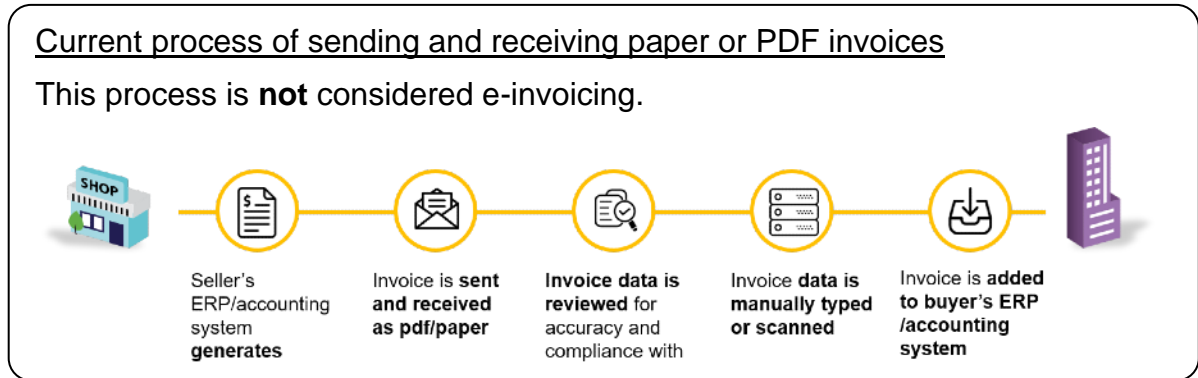 Current process of sending and receiving paper or PDF invoices
This process is not considered e-invoicing.
SHOP
$
Seller's
ERP/accounting
system
generates
Invoice is sent
and received
as pdf/paper
Invoice data is
reviewed for
accuracy and
compliance with
Invoice data is
manually typed
or scanned
Invoice is added
to buyer's ERP
/accounting
system